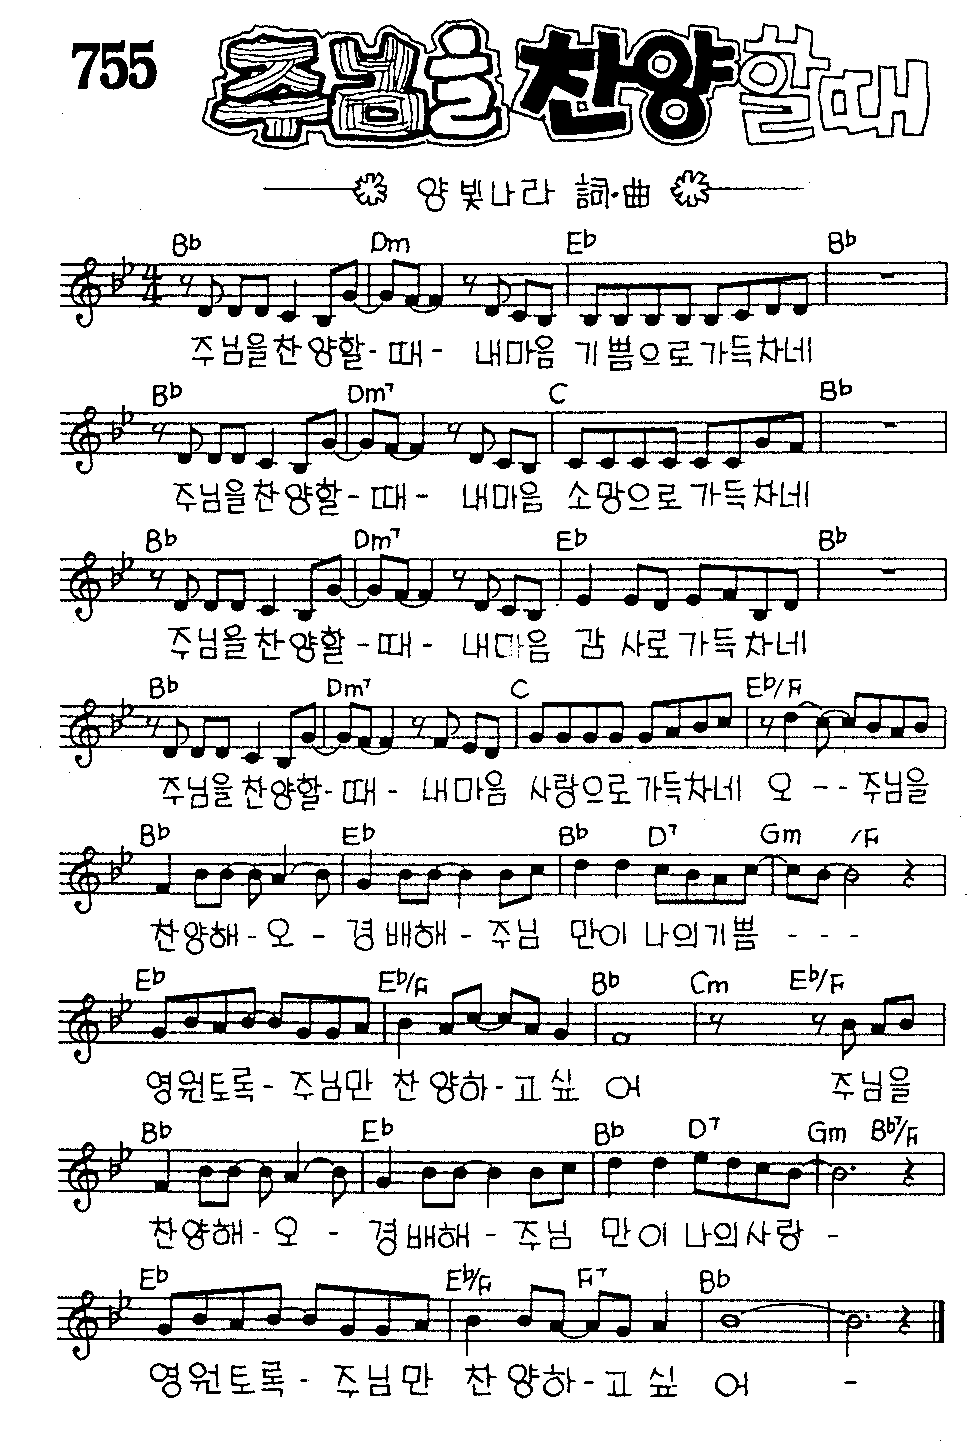 755 주님을 찬양할때
양빛나라 詞·曲
Bb Dm Eb Bb
주님을찬양할-때- 내마음 기쁨으로가득차네
Bb Dm7 C Bb
주님을찬양할-때- 내마음 소망으로가득차네
Bb Dm7 Eb Bb
주님을찬양할-때- 내마음 감사로가득차네
Bb Dm7 C Eb/F
주님을찬양할-때- 내마음 사랑으로가득차네 오 -- 주님을
Bb Eb Bb D7 Gm /F
찬양해-오- 경배해- 주님 만이 나의기쁨 - - -
Eb Eb/F Bb Cm Eb/F
영원토록- 주님만 찬양하-고싶 어 주님을
Bb Eb Bb D7 Gm Bb7/F
찬양해-오 - 경배해- 주님 만이 나의사랑 -
Eb Eb/F F7 Bb
영원토록- 주님만 찬양하-고 싶 어 -